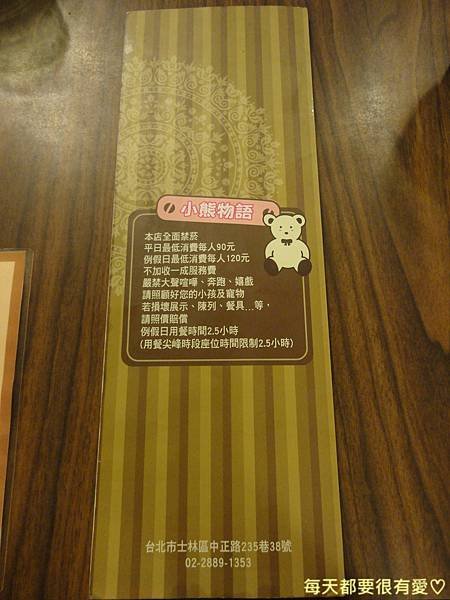 小熊物語
本店全面禁菸
平日最低消費每人90元
例假日最低消費每人120元
不加收一成服務費
嚴禁大聲喧嘩、奔跑、嬉戲
請照顧好您的小孩及寵物
若損壞展示、陳列、餐具...等，
請照價賠償
例假日用餐時間2.5小時
(用餐尖峰時段座位時間限制2.5小時)
台北市士林區中正路235巷38號
02-2889-1353
每天都要很有愛♡